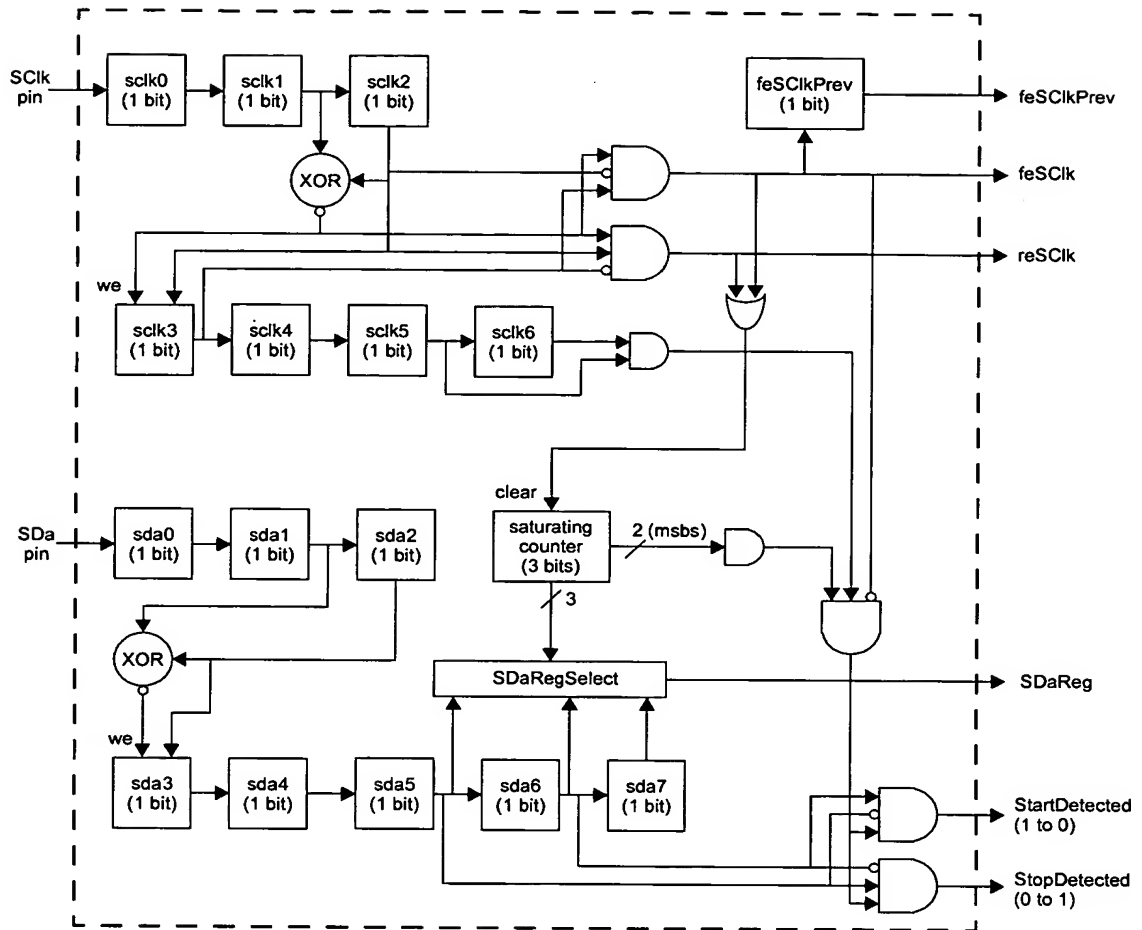 SClk
pin
sclk0
(1 bit)
sclk1
(1 bit)
sclk2
(1 bit)
feSClkPrev
(1 bit)
feSClkPrev
XOR
feSClk
reSClk
we
sclk3
(1 bit)
sclk4
(1 bit)
sclk5
(1 bit)
sclk6
(1 bit)
clear
SDa
pin
sda0
(1 bit)
sda1
(1 bit)
sda2
(1 bit)
saturating
counter
(3 bits)
2 (msbs)
3
XOR
SDaRegSelect
SDaReg
we
sda3
(1 bit)
sda4
(1 bit)
sda5
(1 bit)
sda6
(1 bit)
sda7
(1 bit)
StartDetected
(1 to 0)
StopDetected
(0 to 1)